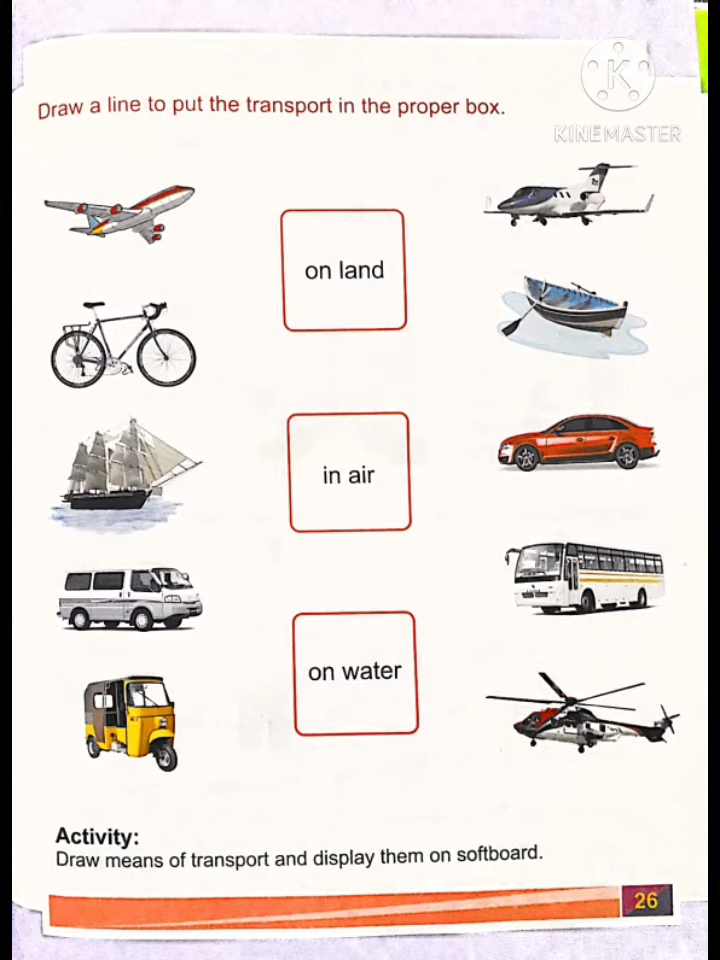 K
KINEMASTER
Draw a line to put the transport in the proper box.
on land
in air
on water
Activity:
Draw means of transport and display them on softboard.
26